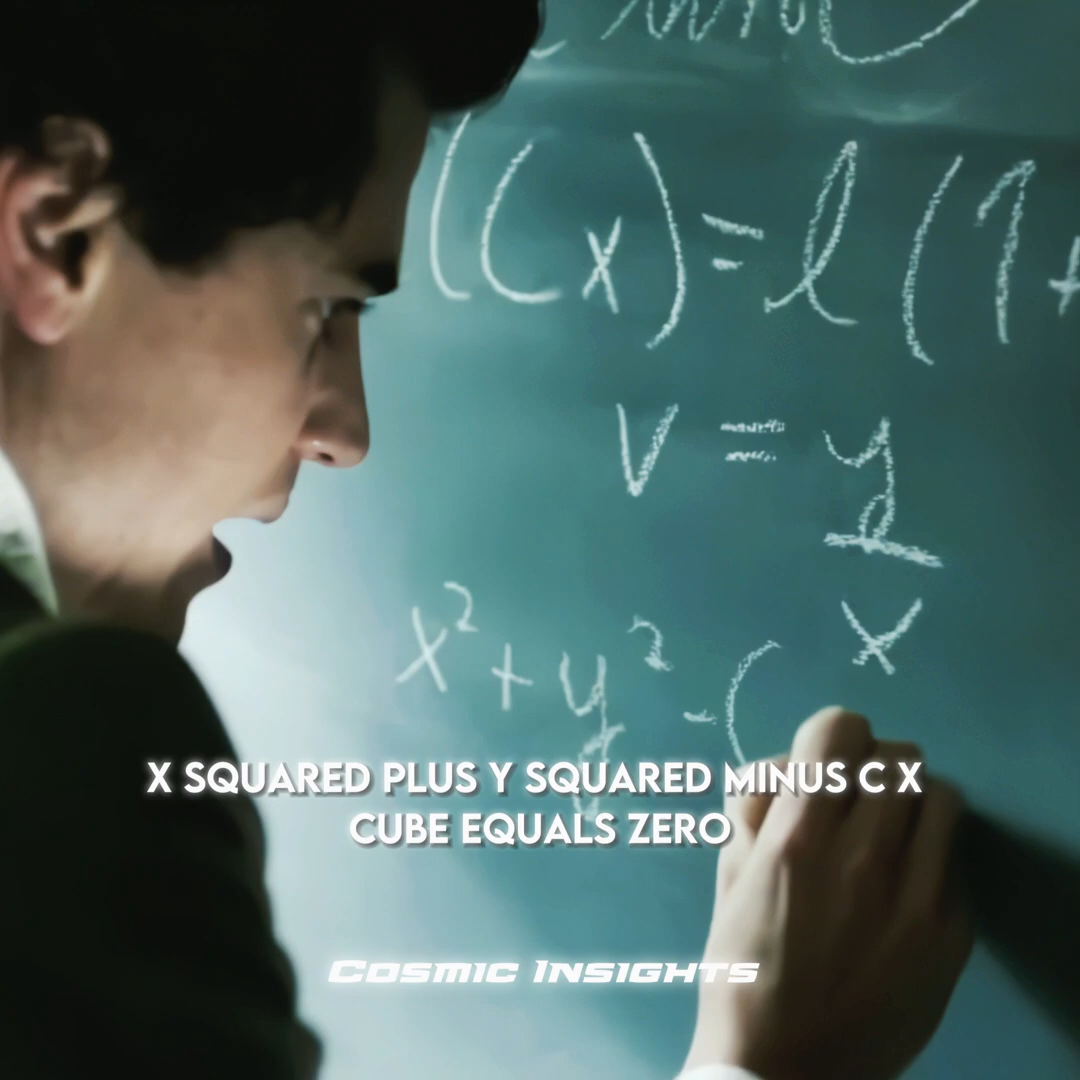 l(Cx) = l(1+
v = y
x
x² + y² - C
X SQUARED PLUS Y SQUARED MINUS C X
CUBE EQUALS ZERO
COSMIC INSIGHTS